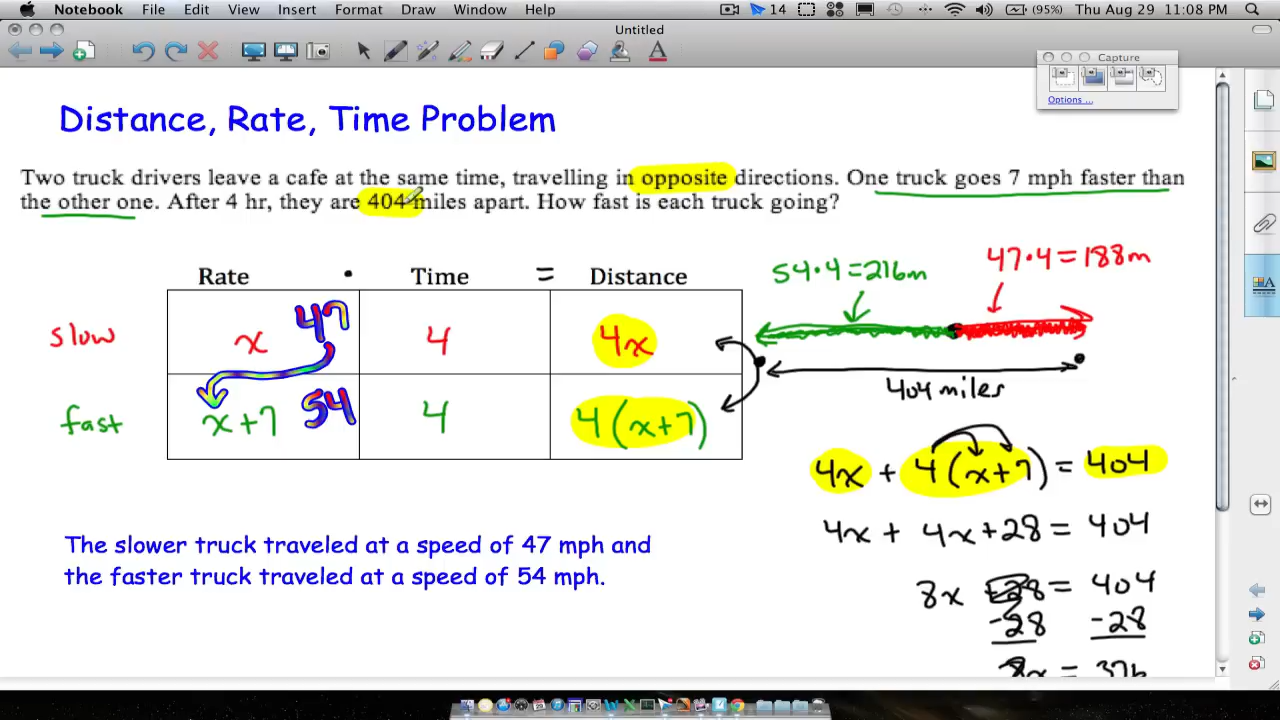 Notebook File Edit View Insert Format Draw Window Help 14 (95%) Thu Aug 29 11:08 PM
Untitled
Capture
Options ...
Distance, Rate, Time Problem
Two truck drivers leave a cafe at the same time, travelling in opposite directions. One truck goes 7 mph faster than
the other one. After 4 hr, they are 404 miles apart. How fast is each truck going?
Rate • Time = Distance
slow x 47 4 4x
fast x+7 54 4 4(x+7)
54•4=216m
47•4=188m
404 miles
4x + 4(x+7) = 404
4x + 4x+28 = 404
8x +28 = 404
-28 -28
8x = 376
The slower truck traveled at a speed of 47 mph and
the faster truck traveled at a speed of 54 mph.